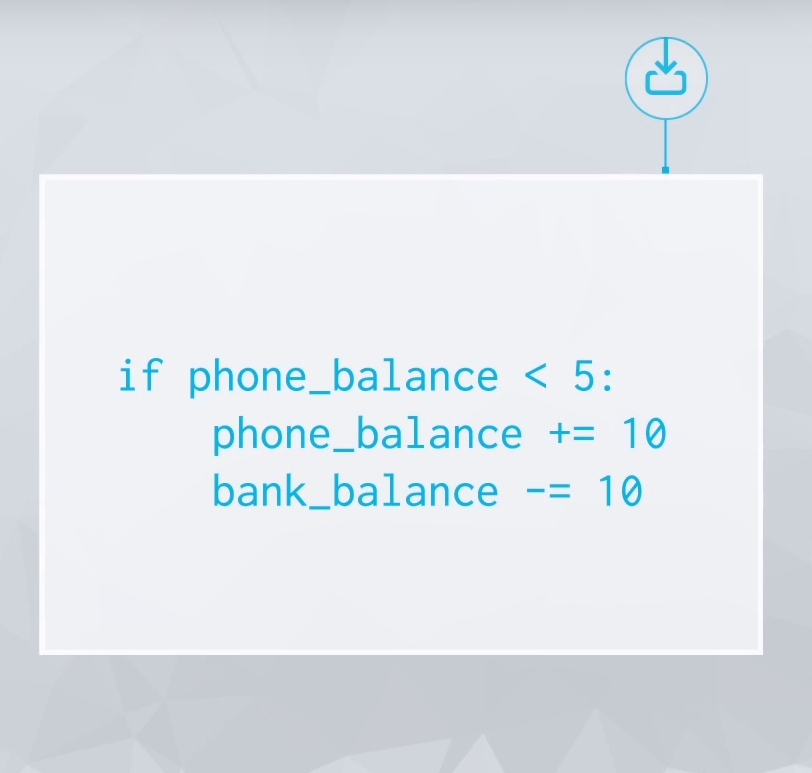 if phone_balance < 5:
    phone_balance += 10
    bank_balance -= 10